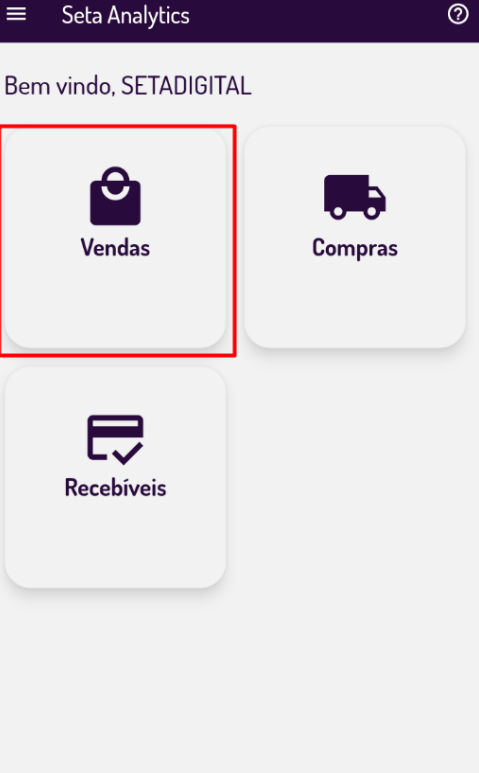 Seta Analytics
Bem vindo, SETADIGITAL
Vendas
Compras
Recebíveis